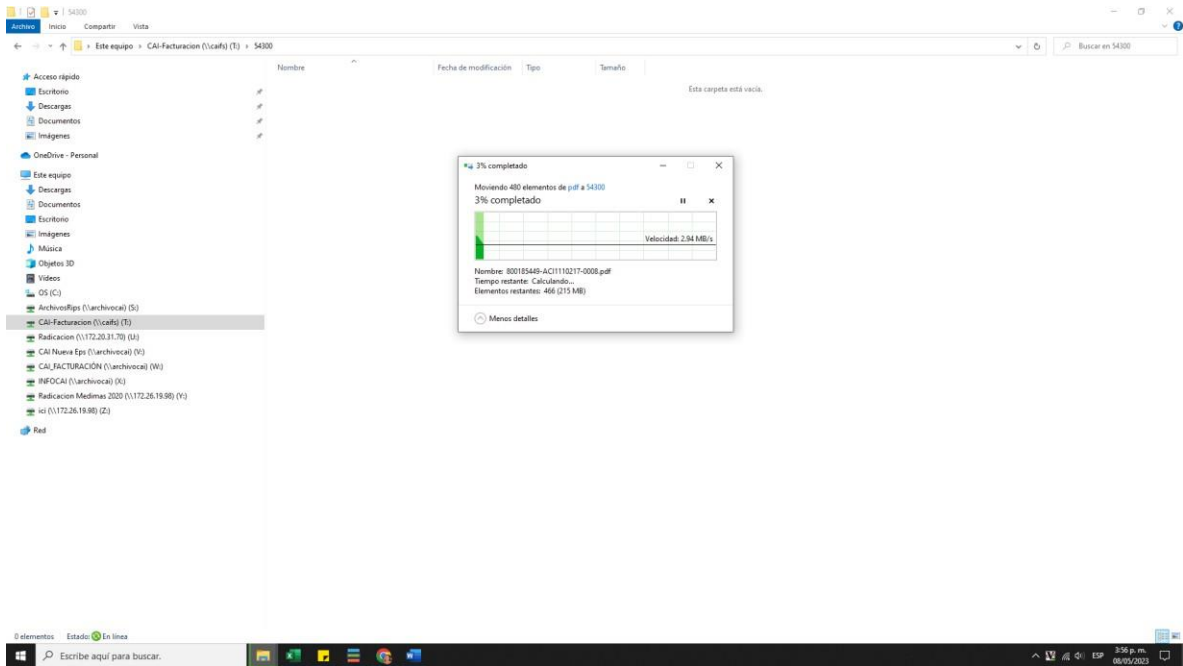 54300
Archivo Inicio Compartir Vista
Este equipo › CAI-Facturacion (\\caifs) (T:) › 54300
Buscar en 54300
Nombre Fecha de modificación Tipo Tamaño
Esta carpeta está vacía.
Acceso rápido
Escritorio
Descargas
Documentos
Imágenes
OneDrive - Personal
Este equipo
Descargas
Documentos
Escritorio
Imágenes
Música
Objetos 3D
Vídeos
OS (C:)
ArchivosRips (\\archivocai) (S:)
CAI-Facturacion (\\caifs) (T:)
Radicacion (\\172.20.31.70) (U:)
CAI Nueva Eps (\\archivocai) (V:)
CAI_FACTURACIÓN (\\archivocai) (W:)
INFOCAI (\\archivocai) (X:)
Radicacion Medimas 2020 (\\172.26.19.98) (Y:)
ici (\\172.26.19.98) (Z:)
Red
3% completado
Moviendo 480 elementos de pdf a 54300
3% completado
Velocidad: 2.94 MB/s
Nombre: 800185449-ACI1110217-0008.pdf
Tiempo restante: Calculando...
Elementos restantes: 466 (215 MB)
Menos detalles
0 elementos Estado: En línea
Escribe aquí para buscar.
ESP
3:56 p. m.
08/05/2023